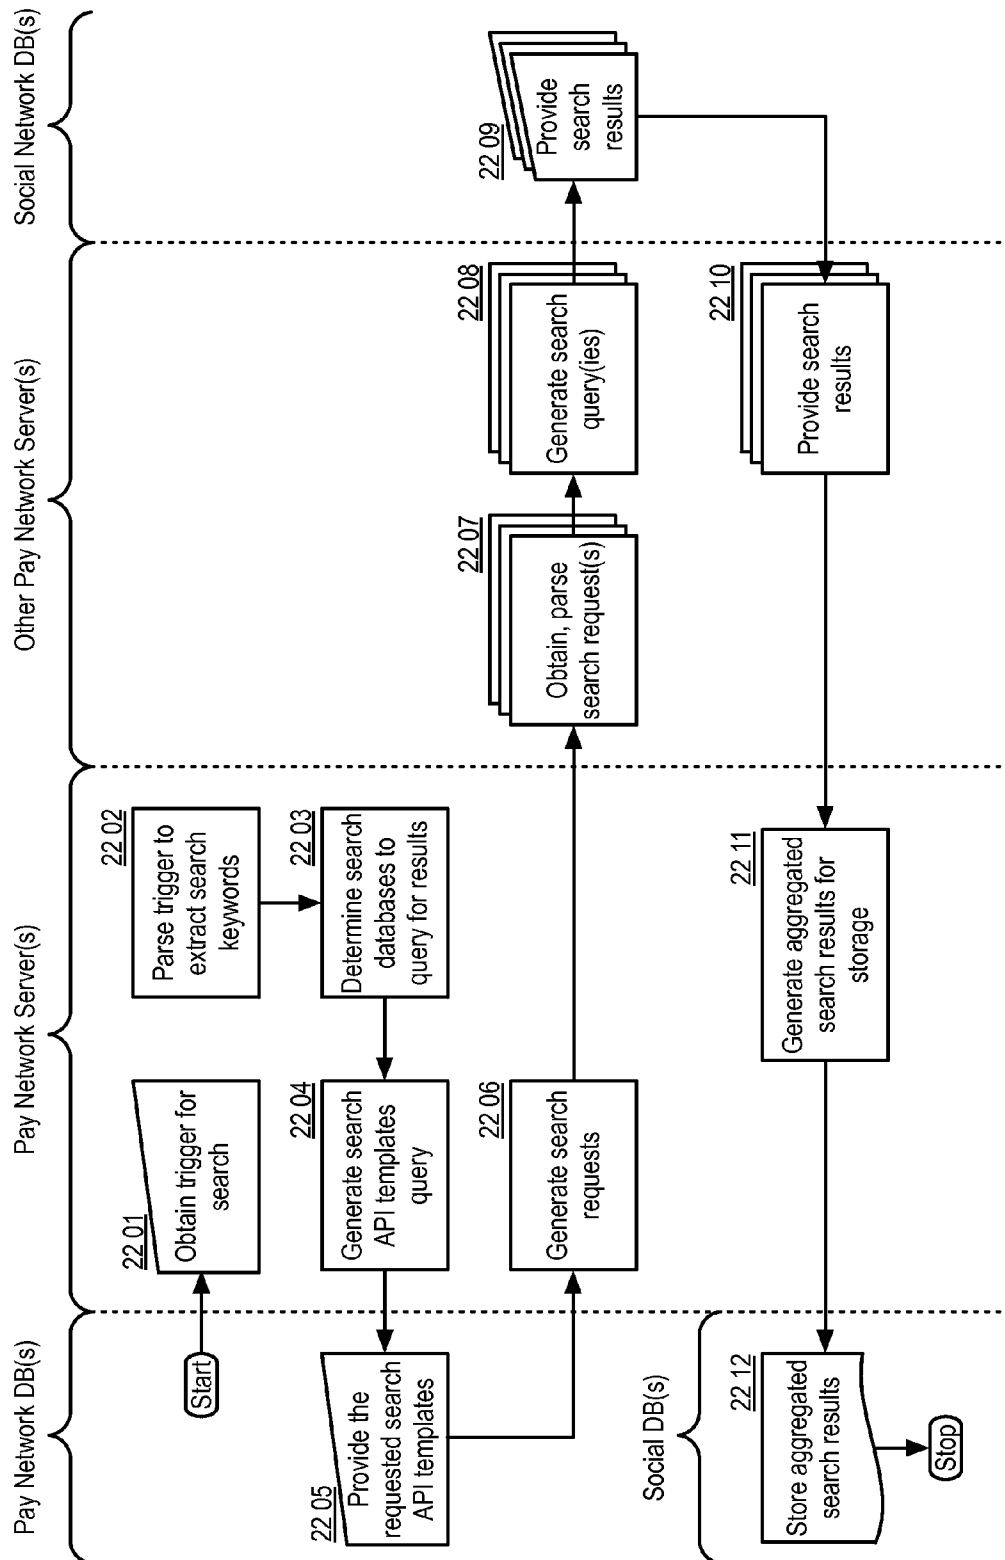 Pay Network DB(s)
Pay Network Server(s)
Other Pay Network Server(s)
Social Network DB(s)
Start
22 01
Obtain trigger for
search
22 02
Parse trigger to
extract search
keywords
22 03
Determine search
databases to
query for results
22 04
Generate search
API templates
query
22 05
Provide the
requested search
API templates
22 06
Generate search
requests
22 07
Obtain, parse
search request(s)
22 08
Generate search
query(ies)
22 09
Provide
search
results
22 10
Provide search
results
22 11
Generate aggregated
search results for
storage
Social DB(s)
22 12
Store aggregated
search results
Stop